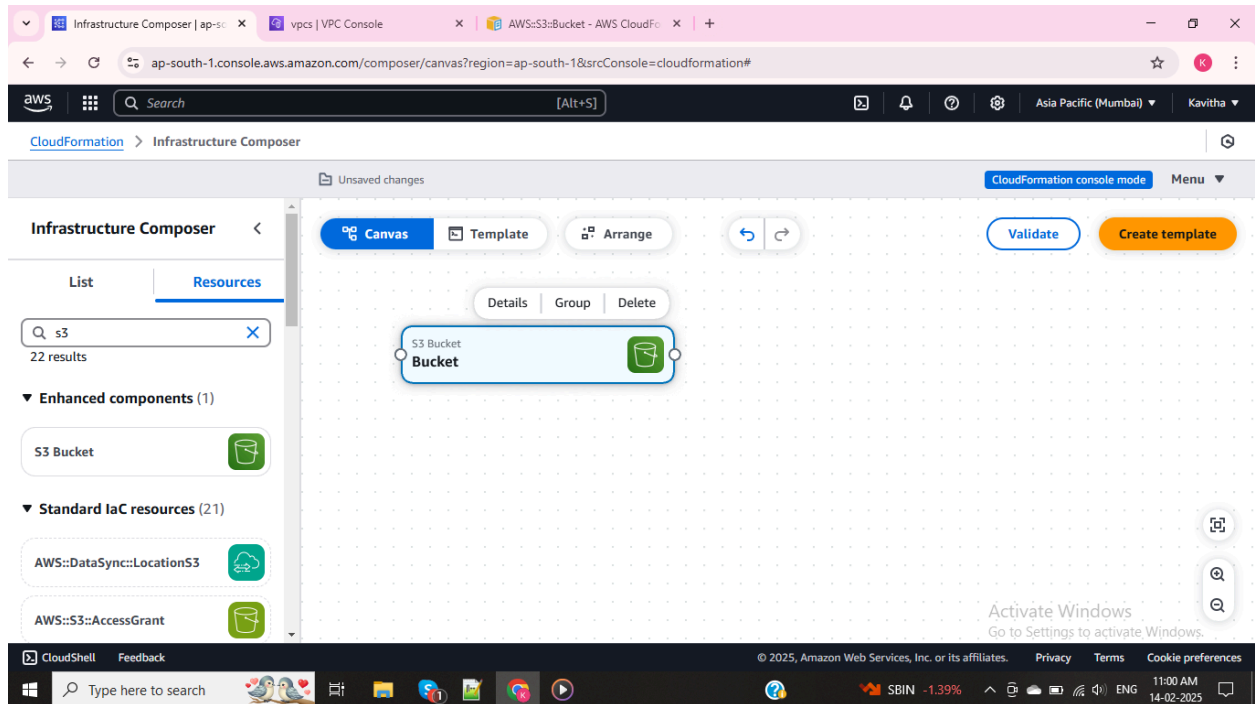 Infrastructure Composer | ap-so
vpcs | VPC Console
AWS::S3::Bucket - AWS CloudFo
ap-south-1.console.aws.amazon.com/composer/canvas?region=ap-south-1&srcConsole=cloudformation#
K
aws
Search
[Alt+S]
Asia Pacific (Mumbai)
Kavitha
CloudFormation > Infrastructure Composer
Unsaved changes
CloudFormation console mode
Menu
Infrastructure Composer
Canvas
Template
Arrange
Validate
Create template
List
Resources
Details
Group
Delete
s3
22 results
S3 Bucket
Bucket
Enhanced components (1)
S3 Bucket
Standard IaC resources (21)
AWS::DataSync::LocationS3
AWS::S3::AccessGrant
Activate Windows
Go to Settings to activate Windows.
CloudShell
Feedback
© 2025, Amazon Web Services, Inc. or its affiliates.
Privacy
Terms
Cookie preferences
Type here to search
1
SBIN -1.39%
ENG
11:00 AM
14-02-2025